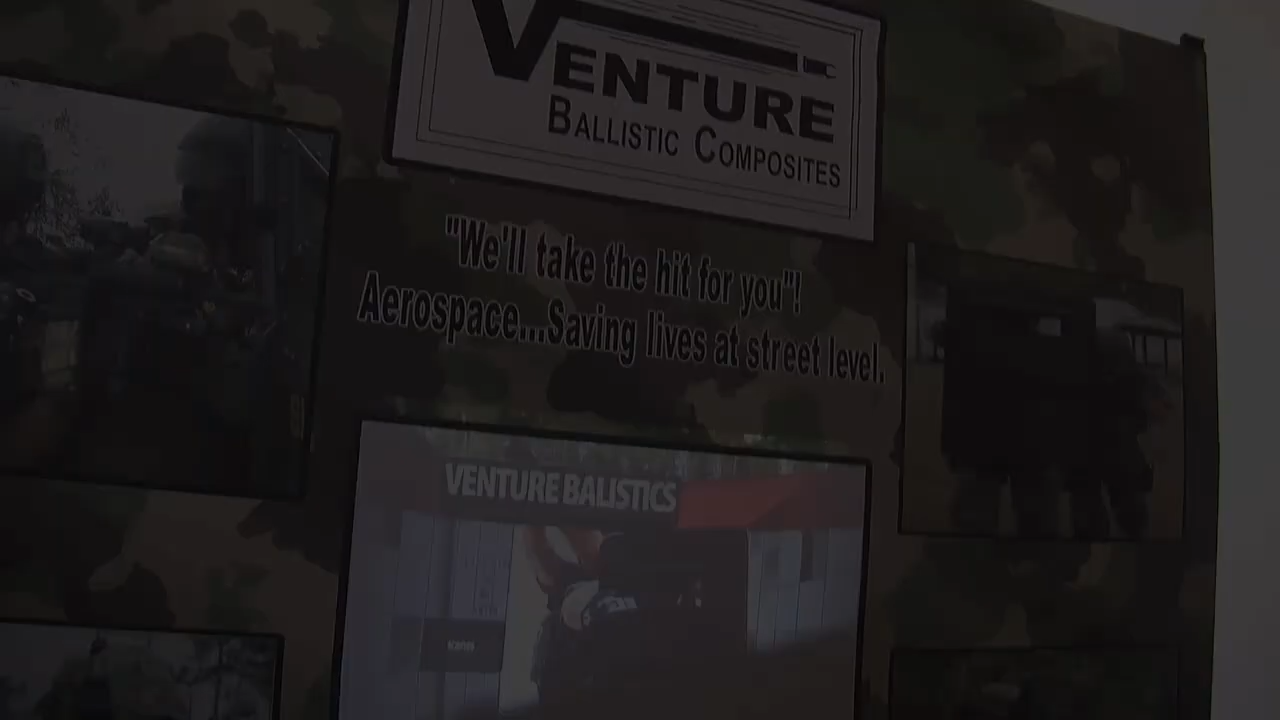 VENTURE
BALLISTIC COMPOSITES
"We'll take the hit for you"!
Aerospace...Saving lives at street level.
VENTURE BALISTICS